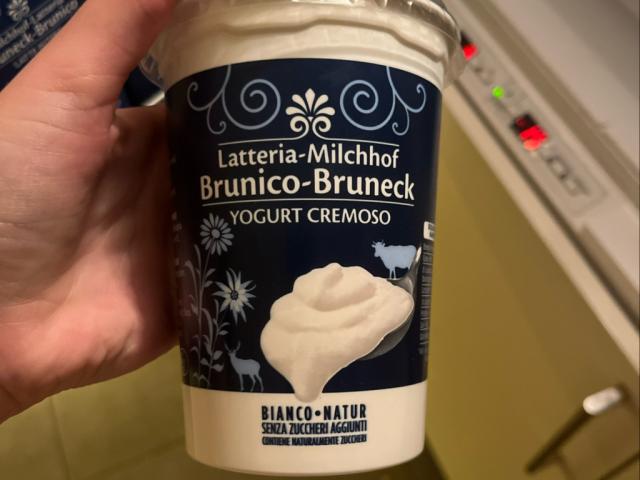 Latteria-Milchhof
Brunico-Bruneck
YOGURT CREMOSO
BIANCO•NATUR
SENZA ZUCCHERI AGGIUNTI
CONTIENE NATURALMENTE ZUCCHERI